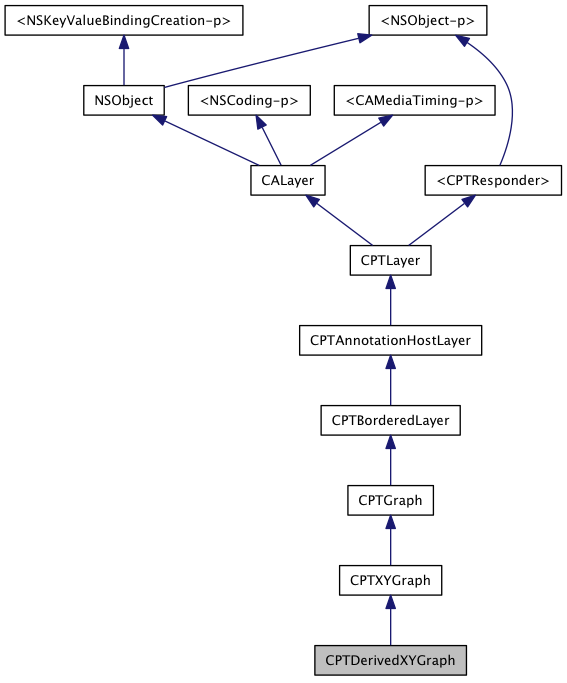 <NSKeyValueBindingCreation-p>
<NSObject-p>
NSObject
<NSCoding-p>
<CAMediaTiming-p>
CALayer
<CPTResponder>
CPTLayer
CPTAnnotationHostLayer
CPTBorderedLayer
CPTGraph
CPTXYGraph
CPTDerivedXYGraph